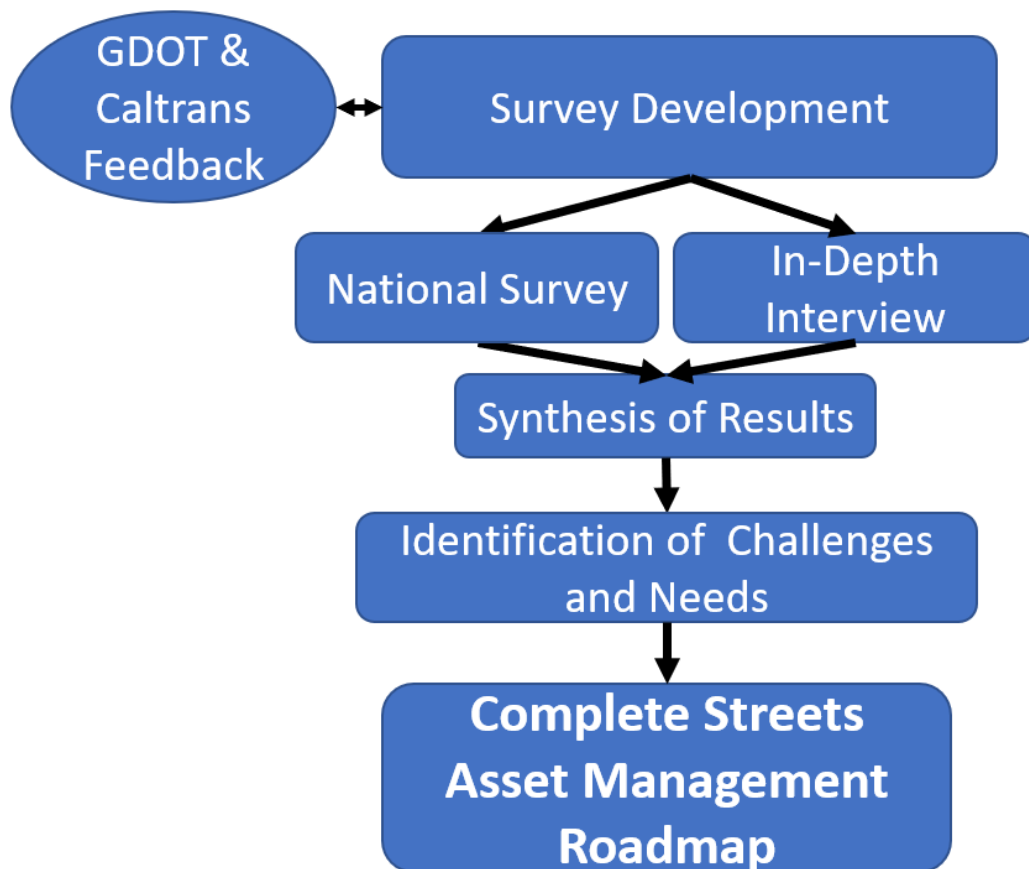 GDOT &
Caltrans
Feedback
Survey Development
National Survey
In-Depth
Interview
Synthesis of Results
Identification of  Challenges
and Needs
Complete Streets
Asset Management
Roadmap